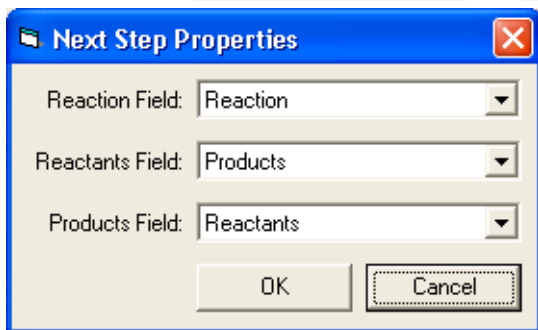 Next Step Properties
Reaction Field: Reaction
Reactants Field: Products
Products Field: Reactants
OK Cancel